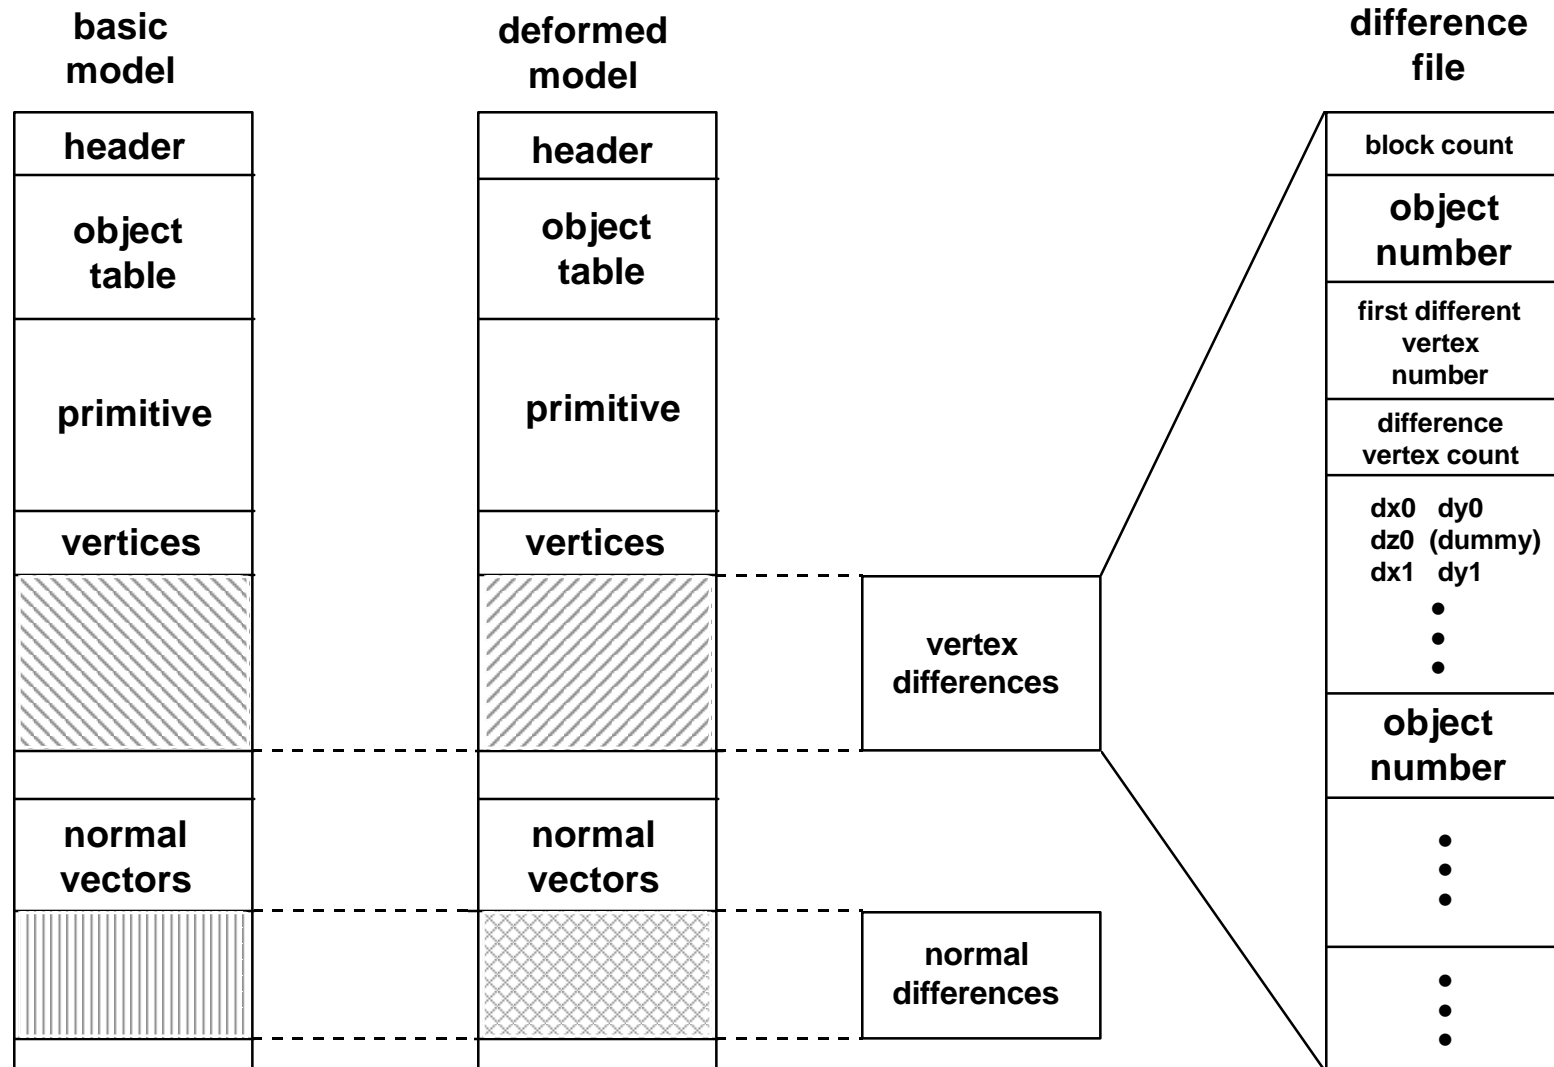 basic
model
header
object
table
primitive
vertices
normal
vectors
deformed
model
header
object
table
primitive
vertices
normal
vectors
vertex
differences
normal
differences
difference
file
block count
object
number
first different
vertex
number
difference
vertex count
dx0 dy0
dz0 (dummy)
dx1 dy1
object
number